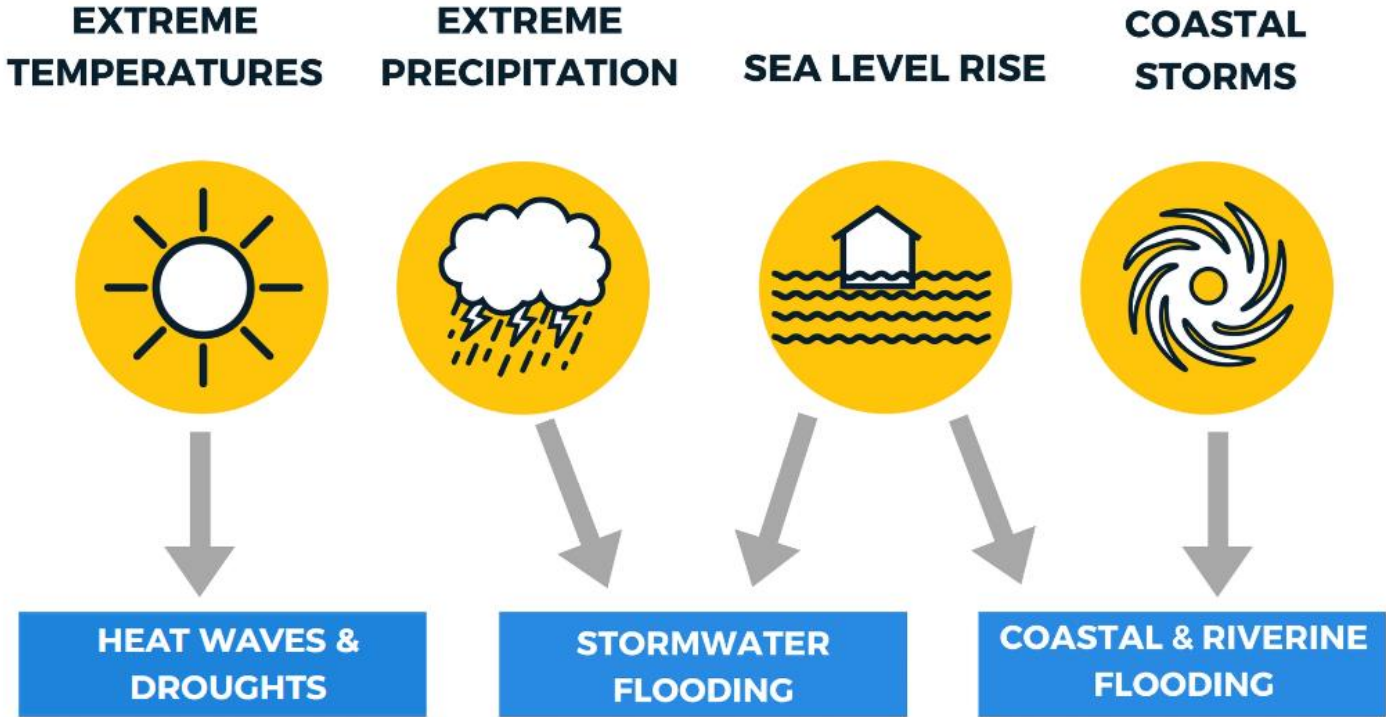 EXTREME
TEMPERATURES
EXTREME
PRECIPITATION
SEA LEVEL RISE
COASTAL
STORMS
HEAT WAVES &
DROUGHTS
STORMWATER
FLOODING
COASTAL & RIVERINE
FLOODING